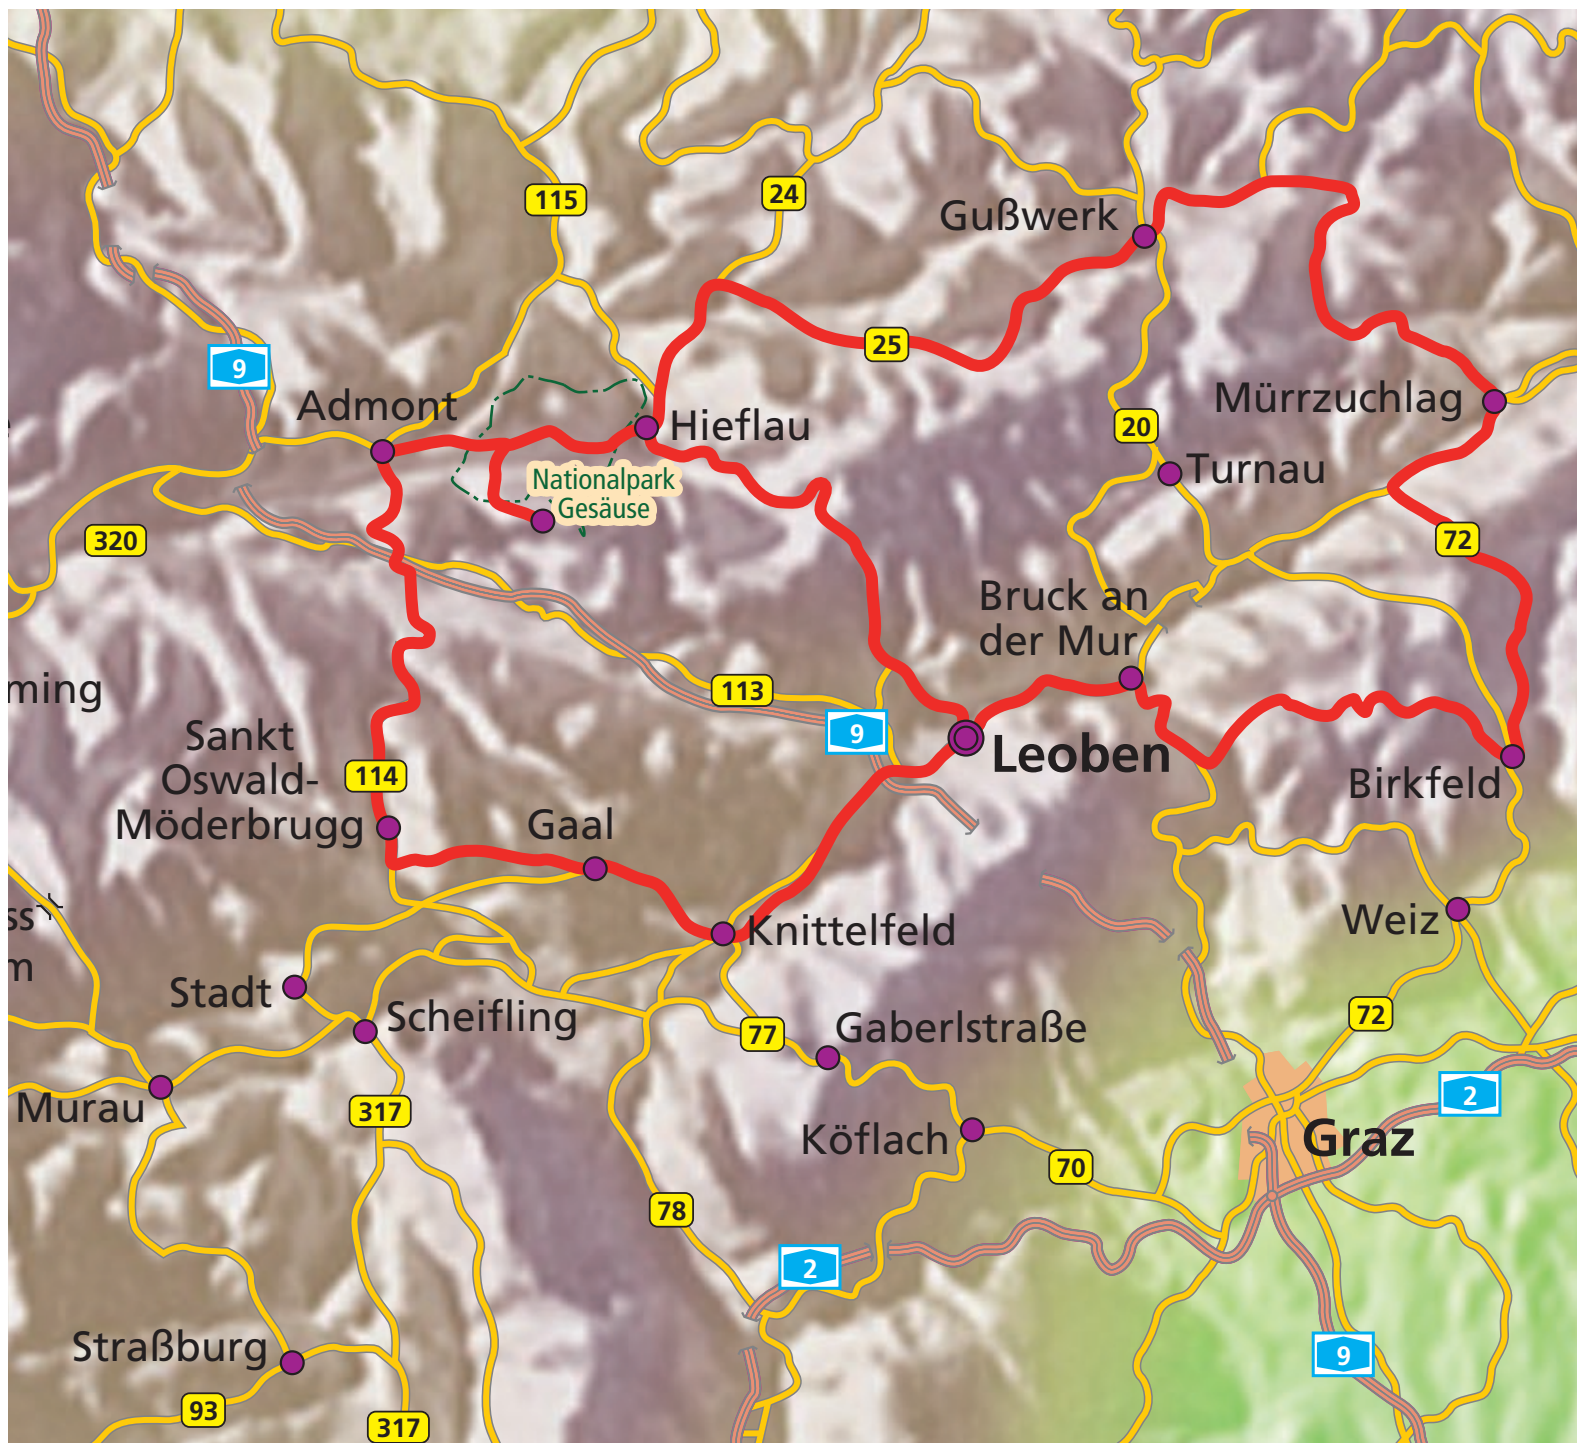 115
24
Gußwerk
25
9
Admont
Hieflau
Mürrzuchlag
20
Turnau
Nationalpark
Gesäuse
320
72
Bruck an
der Mur
ming
113
9
Sankt
Oswald-
Möderbrugg
114
Leoben
Birkfeld
Gaal
ss
m
Weiz
Knittelfeld
Stadt
Scheifling
77
Gaberlstraße
72
Murau
317
2
Köflach
Graz
70
78
2
Straßburg
9
93
317